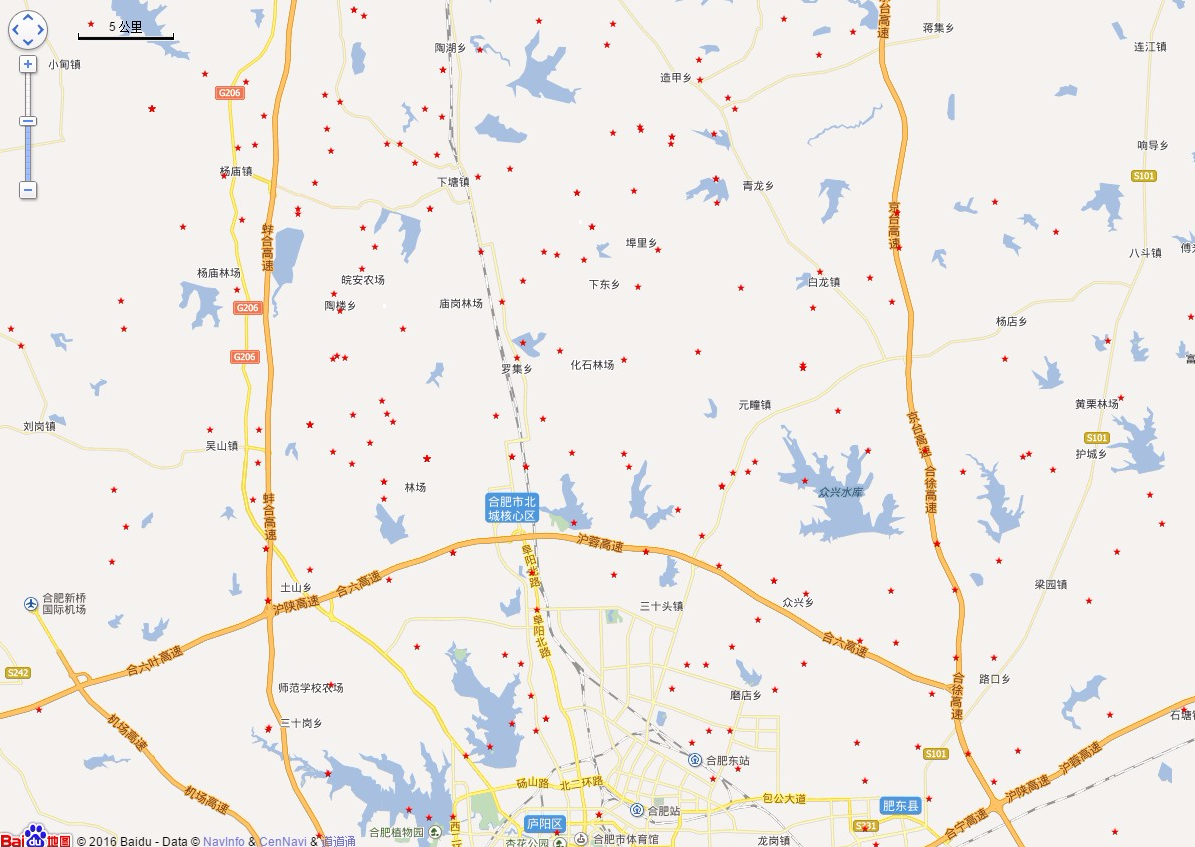 5 公里
小甸镇
陶湖乡
造甲乡
京台高速
蒋集乡
连江镇
G206
杨庙镇
下塘镇
青龙乡
响导乡
S101
蚌合高速
京台高速
埠里乡
八斗镇
杨庙林场
皖安农场
陶楼乡
庙岗林场
下东乡
白龙镇
G206
杨店乡
G206
罗集乡
化石林场
刘岗镇
吴山镇
元疃镇
黄栗林场
S101
护城乡
京台高速
合徐高速
林场
众兴水库
蚌合高速
合肥市北
城核心区
沪蓉高速
阜阳北路
土山乡
合六高速
沪陕高速
合肥新桥
国际机场
三十头镇
众兴乡
梁园镇
阜阳北路
合六高速
合六叶高速
S242
师范学校农场
磨店乡
路口乡
合徐高速
三十岗乡
机场高速
石塘镇
合肥东站
S101
沪蓉高速
沪陕高速
砀山路
北二环路
机场高速
包公大道
肥东县
合肥站
庐阳区
合肥植物园
合肥市体育馆
杏花公园
龙岗镇
合宁高速
Bai du 地图
© 2016 Baidu - Data © NavInfo & CenNavi & 道道通